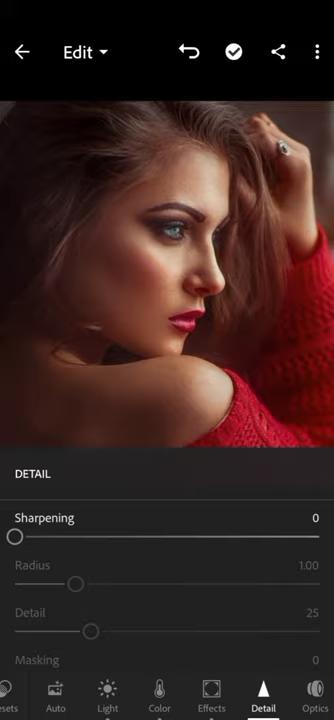 Edit
DETAIL
Sharpening 0
Radius 1.00
Detail 25
Masking 0
esets Auto Light Color Effects Detail Optics